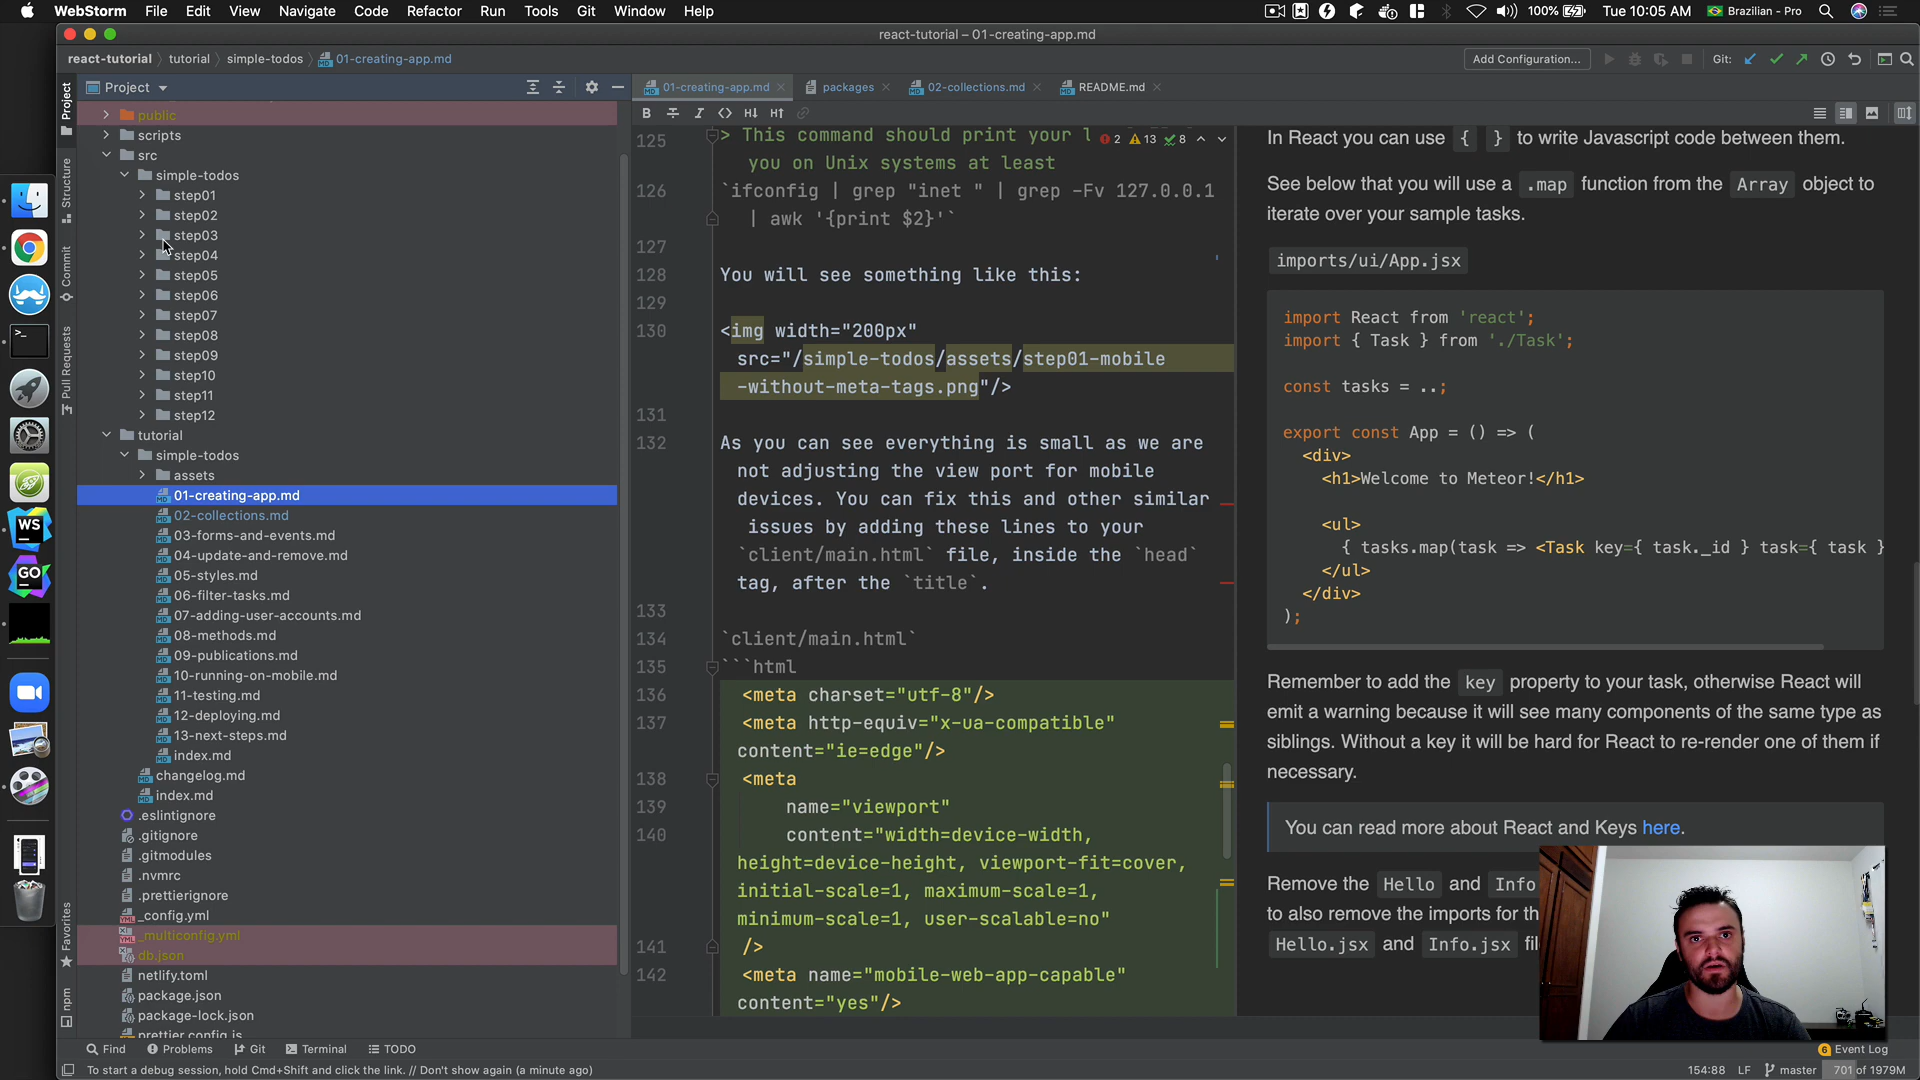 WebStorm File Edit View Navigate Code Refactor Run Tools Git Window Help
100% Tue 10:05 AM Brazilian - Pro
react-tutorial – 01-creating-app.md
react-tutorial tutorial simple-todos 01-creating-app.md
Add Configuration... Git:
Project
01-creating-app.md packages 02-collections.md README.md
public
scripts
src
simple-todos
step01
step02
step03
step04
step05
step06
step07
step08
step09
step10
step11
step12
tutorial
simple-todos
assets
01-creating-app.md
02-collections.md
03-forms-and-events.md
04-update-and-remove.md
05-styles.md
06-filter-tasks.md
07-adding-user-accounts.md
08-methods.md
09-publications.md
10-running-on-mobile.md
11-testing.md
12-deploying.md
13-next-steps.md
index.md
changelog.md
index.md
.eslintignore
.gitignore
.gitmodules
.nvmrc
.prettierignore
_config.yml
_multiconfig.yml
db.json
netlify.toml
package.json
package-lock.json
prettier.config.js
Project
Structure
Commit
Pull Requests
Favorites
npm
2 13 8
125 > This command should print your l
you on Unix systems at least
126 `ifconfig | grep "inet " | grep -Fv 127.0.0.1
| awk '{print $2}'`
127
128 You will see something like this:
129
130 <img width="200px"
src="/simple-todos/assets/step01-mobile
-without-meta-tags.png"/>
131
132 As you can see everything is small as we are
not adjusting the view port for mobile
devices. You can fix this and other similar
issues by adding these lines to your
`client/main.html` file, inside the `head`
tag, after the `title`.
133
134 `client/main.html`
135 ```html
136 <meta charset="utf-8"/>
137 <meta http-equiv="x-ua-compatible"
content="ie=edge"/>
138 <meta
139 name="viewport"
140 content="width=device-width,
height=device-height, viewport-fit=cover,
initial-scale=1, maximum-scale=1,
minimum-scale=1, user-scalable=no"
141 />
142 <meta name="mobile-web-app-capable"
content="yes"/>
In React you can use { } to write Javascript code between them.
See below that you will use a .map function from the Array object to
iterate over your sample tasks.
imports/ui/App.jsx
import React from 'react';
import { Task } from './Task';
const tasks = ..;
export const App = () => (
<div>
<h1>Welcome to Meteor!</h1>
<ul>
{ tasks.map(task => <Task key={ task._id } task={ task }
</ul>
</div>
);
Remember to add the key property to your task, otherwise React will
emit a warning because it will see many components of the same type as
siblings. Without a key it will be hard for React to re-render one of them if
necessary.
You can read more about React and Keys here.
Remove the Hello and Info
to also remove the imports for th
Hello.jsx and Info.jsx fil
WS
GO
Find Problems Git Terminal TODO
6 Event Log
To start a debug session, hold Cmd+Shift and click the link. // Don't show again (a minute ago)
154:88 LF master 701 of 1979M